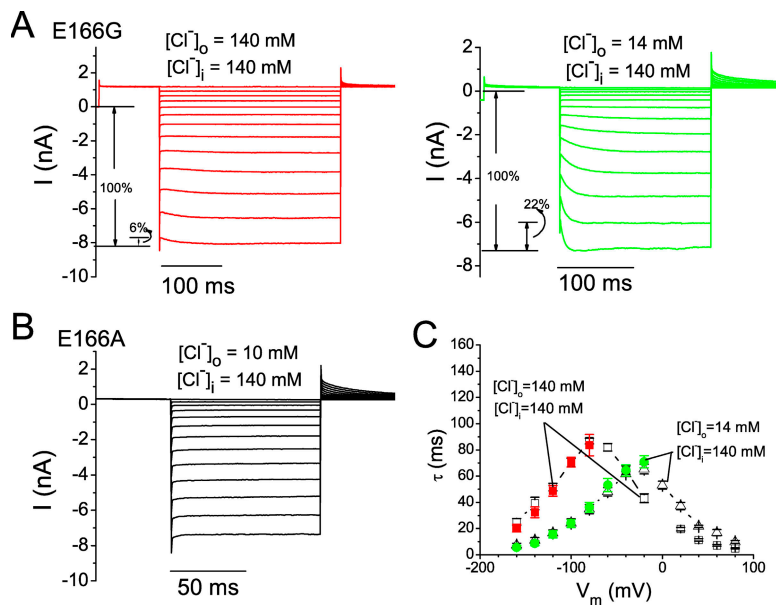 A
E166G
[Cl⁻]o = 140 mM
[Cl⁻]i = 140 mM
I (nA)
2
0
-2
-4
-6
-8
-10
100%
6%
100 ms
[Cl⁻]o = 14 mM
[Cl⁻]i = 140 mM
I (nA)
2
0
-2
-4
-6
-8
100%
22%
100 ms
B
E166A
[Cl⁻]o = 10 mM
[Cl⁻]i = 140 mM
I (nA)
2
0
-2
-4
-6
-8
-10
50 ms
C
τ (ms)
160
140
120
100
80
60
40
20
0
[Cl⁻]o=140 mM
[Cl⁻]i=140 mM
[Cl⁻]o=14 mM
[Cl⁻]i=140 mM
-200
-100
0
100
Vm (mV)